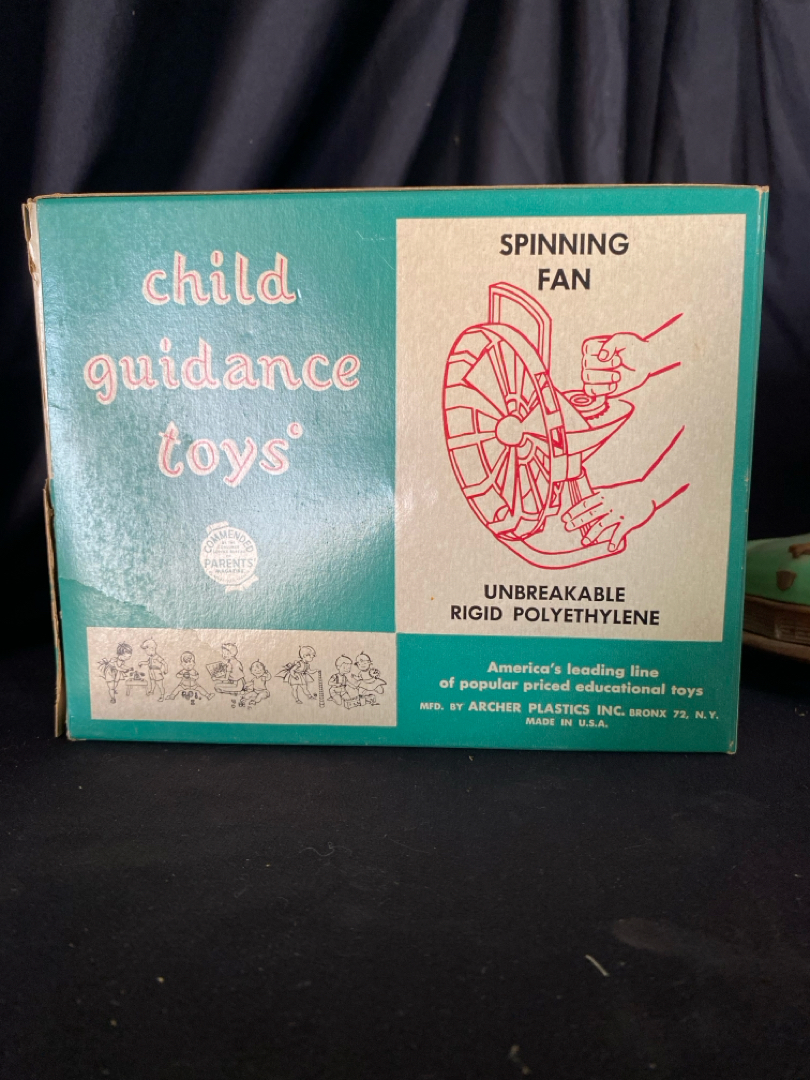 child
guidance
toys©
COMMENDED
PARENTS'
MAGAZINE
SPINNING
FAN
UNBREAKABLE
RIGID POLYETHYLENE
America's leading line
of popular priced educational toys
MFD. BY ARCHER PLASTICS INC. BRONX 72, N.Y.
MADE IN U.S.A.